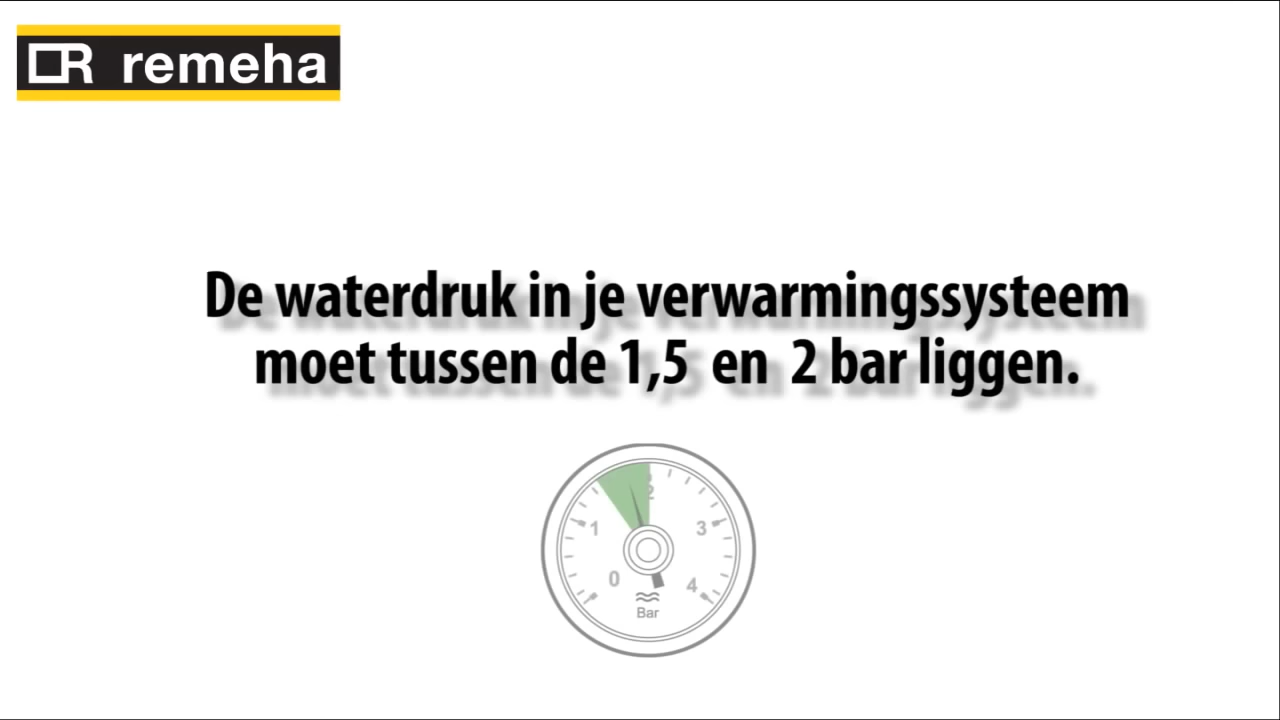 remeha
De waterdruk in je verwarmingssysteem
moet tussen de 1,5 en 2 bar liggen.
2
1
3
0
4
Bar